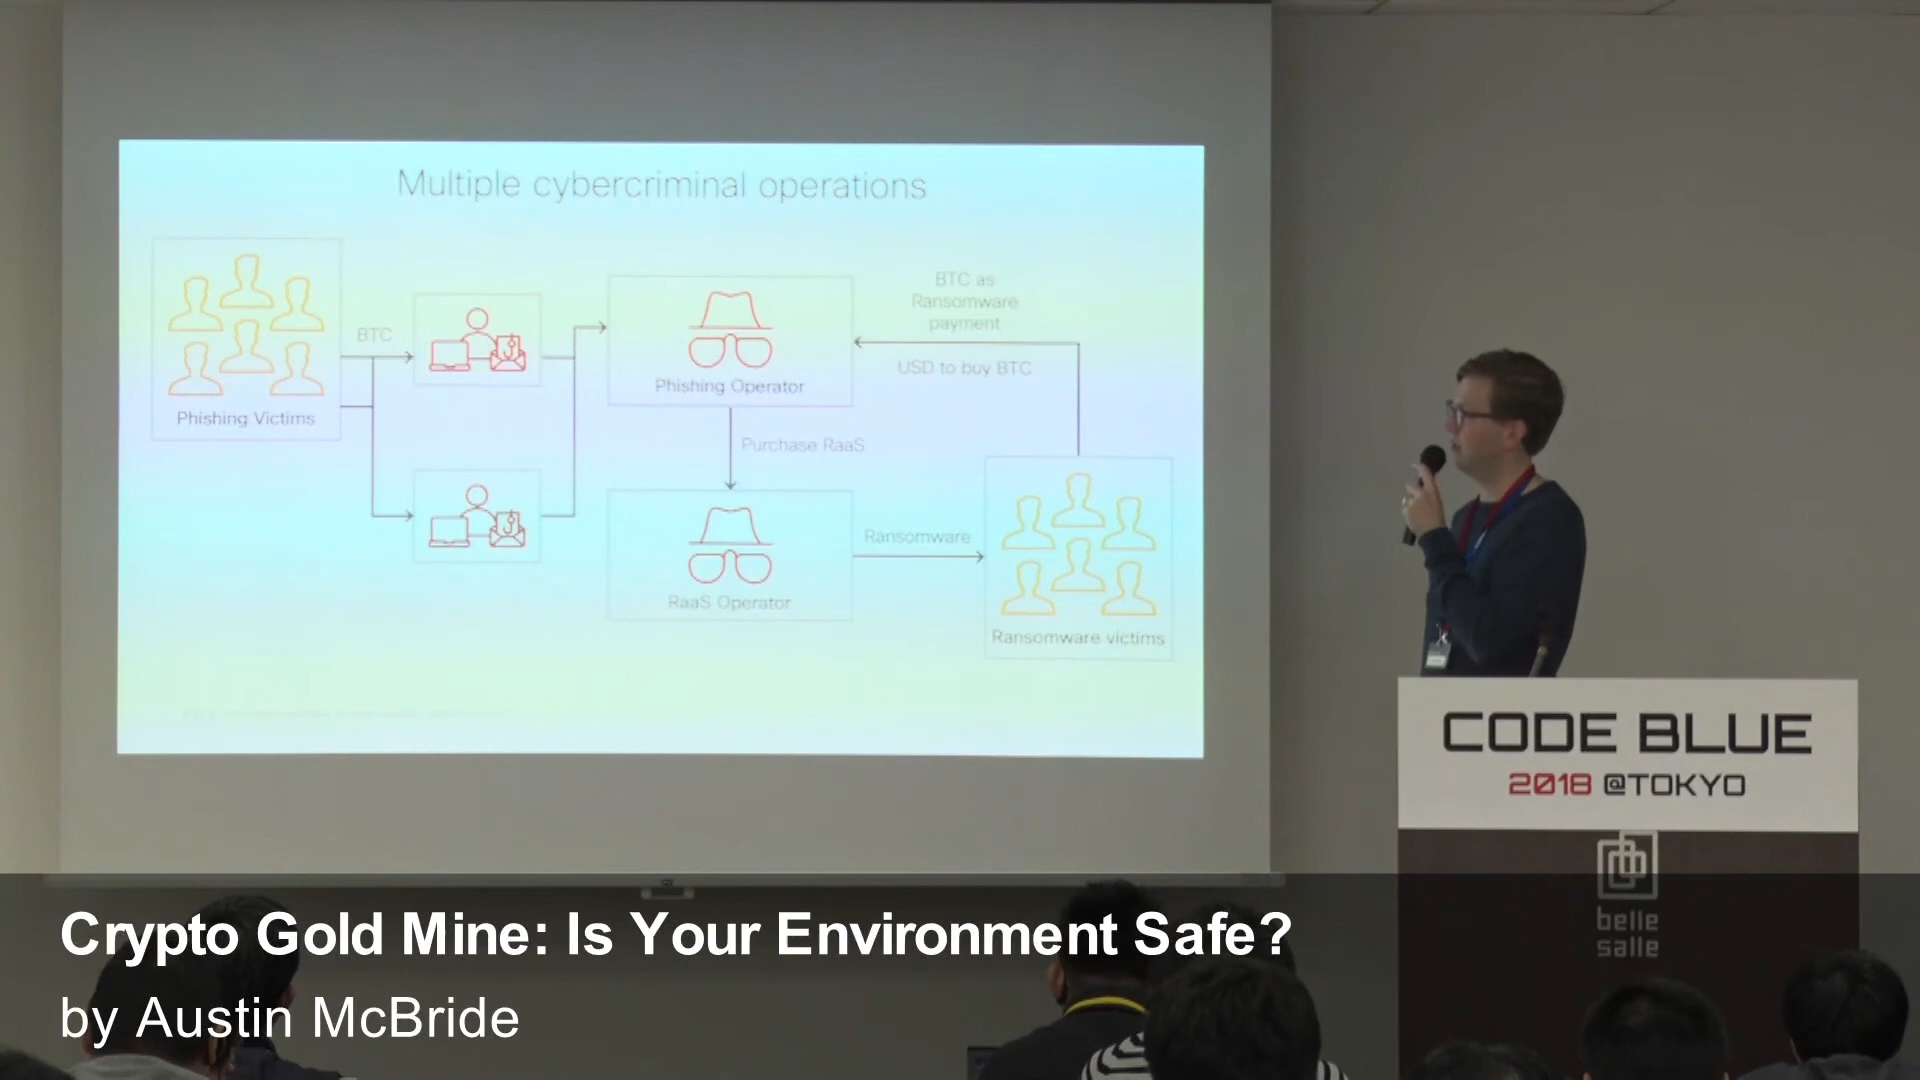 Multiple cybercriminal operations
BTC
Phishing Victims
Phishing Operator
BTC as
Ransomware
payment
USD to buy BTC
Purchase RaaS
RaaS Operator
Ransomware
Ransomware victims
CODE BLUE
2018 @TOKYO
belle
salle
Crypto Gold Mine: Is Your Environment Safe?
by Austin McBride